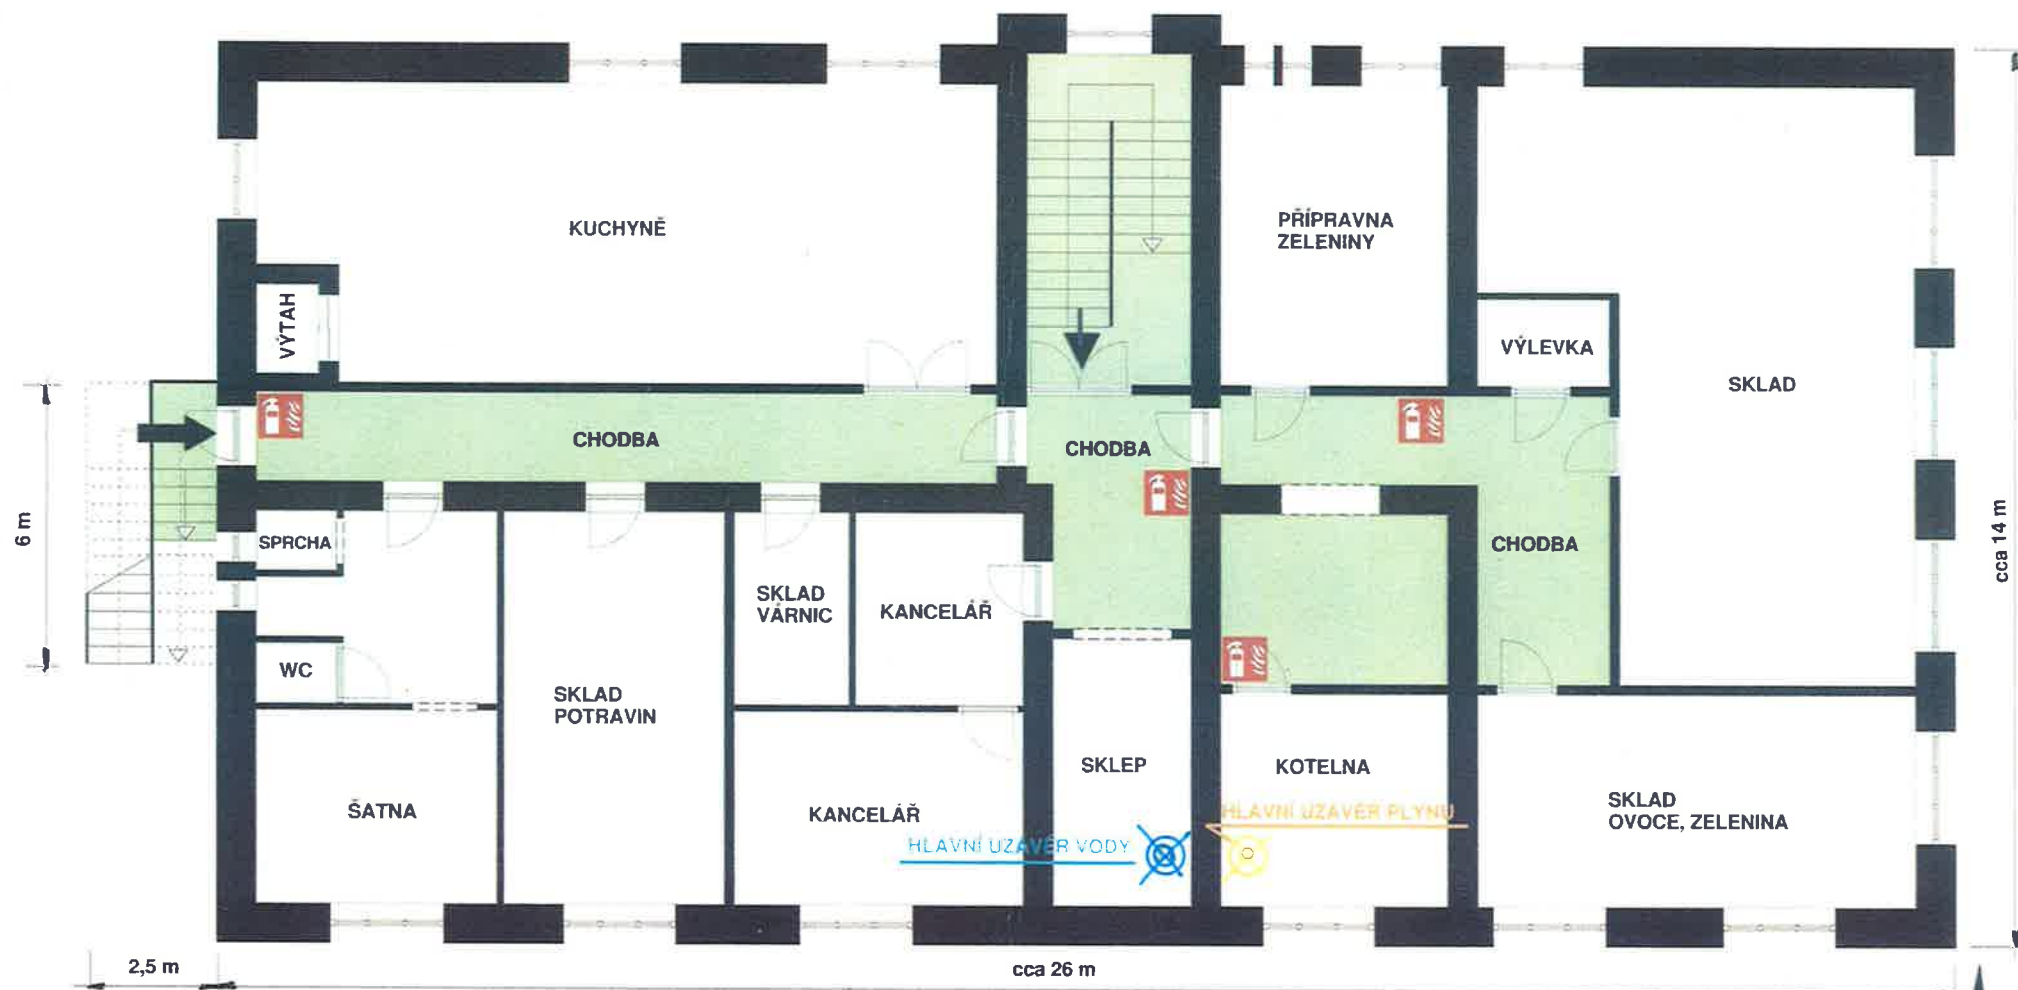 KUCHYNĚ
PŘÍPRAVNA
ZELENINY
VÝTAH
VÝLEVKA
SKLAD
CHODBA
CHODBA
6 m
SPRCHA
CHODBA
cca 14 m
SKLAD
VÁRNIC
KANCELÁŘ
WC
SKLAD
POTRAVIN
SKLEP
KOTELNA
ŠATNA
KANCELÁŘ
SKLAD
OVOCE, ZELENINA
HLAVNÍ UZÁVĚR PLYNU
HLAVNÍ UZÁVĚR VODY
2,5 m
cca 26 m